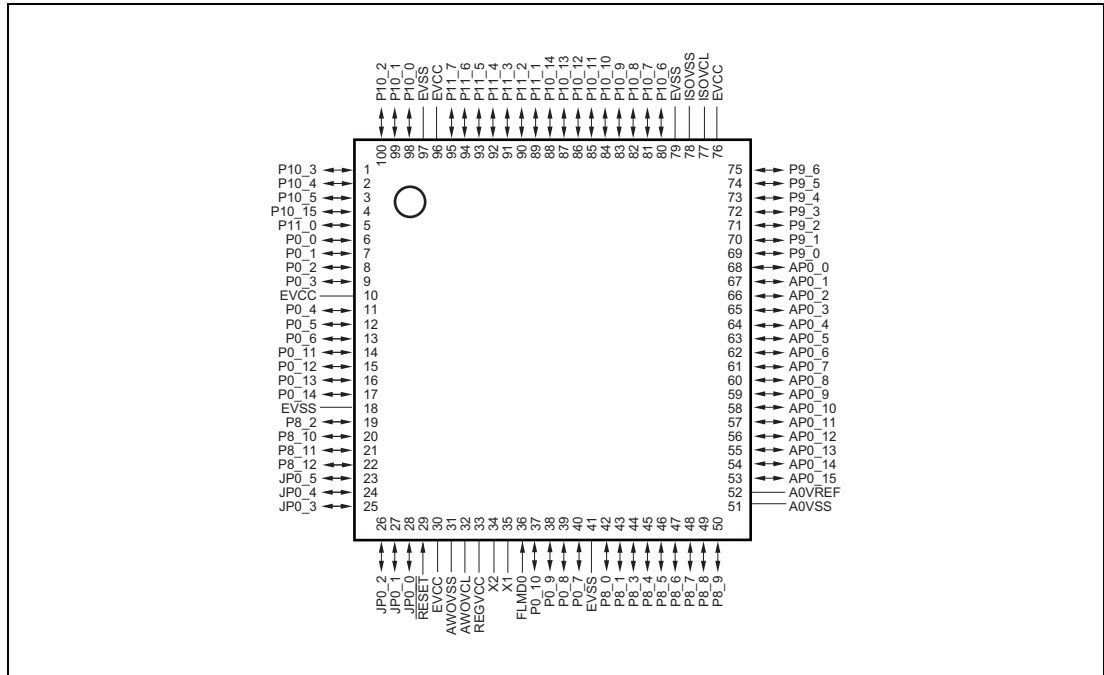 P10_2
P10_1
P10_0
EVSS
EVCC
P11_7
P11_6
P11_5
P11_4
P11_3
P11_2
P11_1
P10_14
P10_13
P10_12
P10_11
P10_10
P10_9
P10_8
P10_7
P10_6
EVSS
ISOVSS
ISOVCL
EVCC
100
99
98
97
96
95
94
93
92
91
90
89
88
87
86
85
84
83
82
81
80
79
78
77
76
P10_3 1
P10_4 2
P10_5 3
P10_15 4
P11_0 5
P0_0 6
P0_1 7
P0_2 8
P0_3 9
EVCC 10
P0_4 11
P0_5 12
P0_6 13
P0_11 14
P0_12 15
P0_13 16
P0_14 17
EVSS 18
P8_2 19
P8_10 20
P8_11 21
P8_12 22
JP0_5 23
JP0_4 24
JP0_3 25
75 P9_6
74 P9_5
73 P9_4
72 P9_3
71 P9_2
70 P9_1
69 P9_0
68 AP0_0
67 AP0_1
66 AP0_2
65 AP0_3
64 AP0_4
63 AP0_5
62 AP0_6
61 AP0_7
60 AP0_8
59 AP0_9
58 AP0_10
57 AP0_11
56 AP0_12
55 AP0_13
54 AP0_14
53 AP0_15
52 A0VREF
51 A0VSS
26
27
28
29
30
31
32
33
34
35
36
37
38
39
40
41
42
43
44
45
46
47
48
49
50
JP0_2
JP0_1
JP0_0
RESET
EVCC
AWOVSS
AWOVCL
REGVCC
X2
X1
FLMD0
P0_10
P0_9
P0_8
P0_7
EVSS
P8_0
P8_1
P8_3
P8_4
P8_5
P8_6
P8_7
P8_8
P8_9